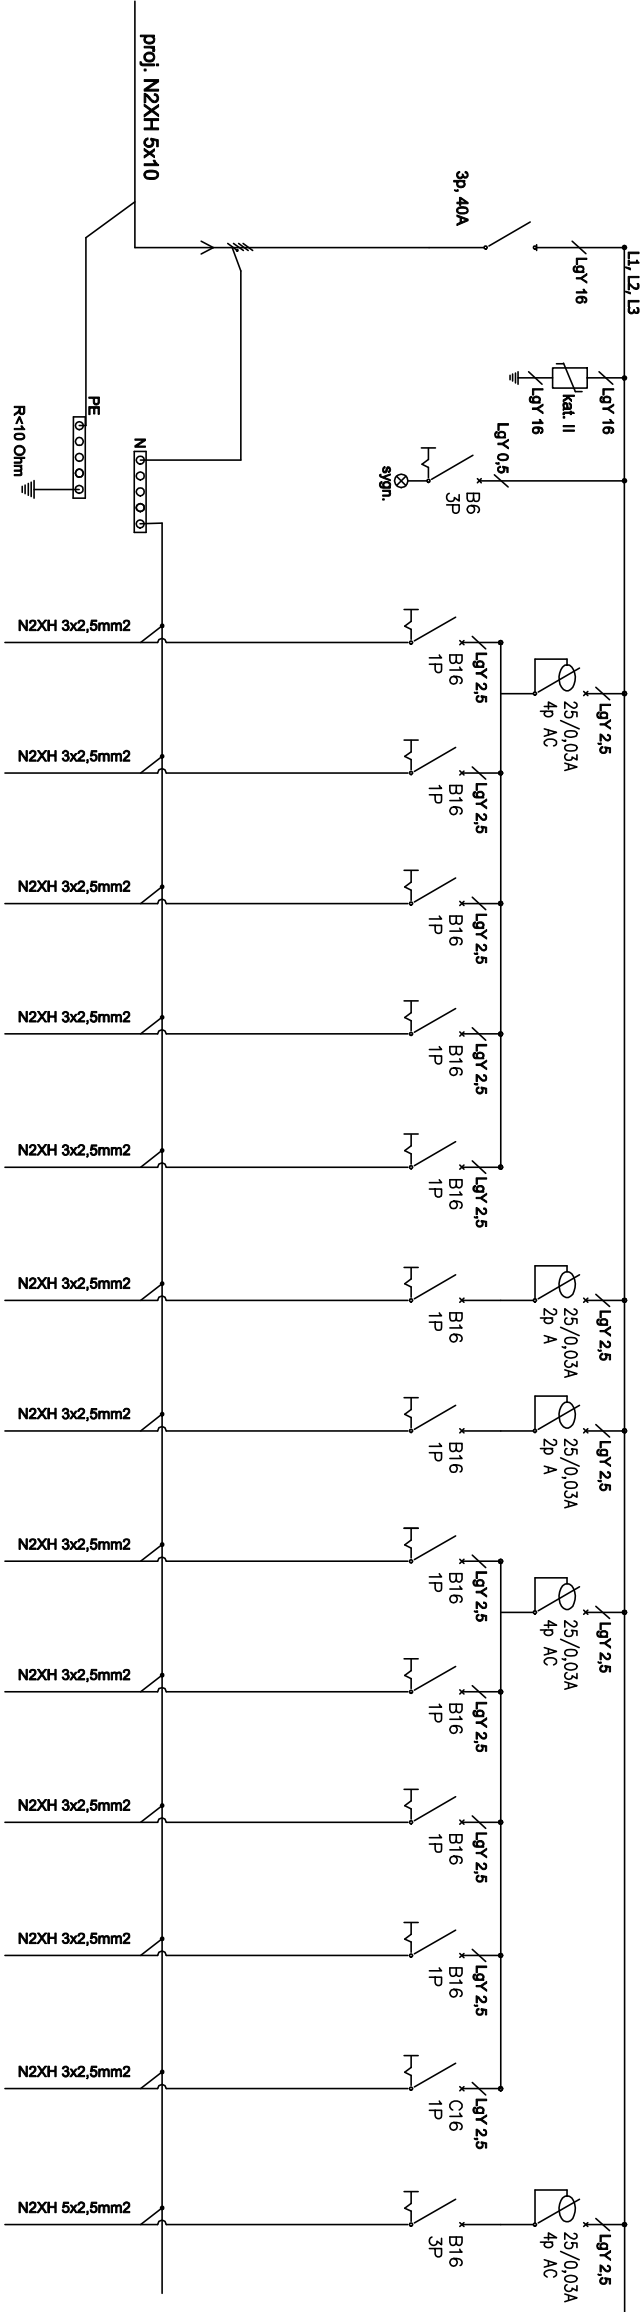 proj. N2XH 5x10
3p, 40A
LgY 16
L1, L2, L3
LgY 16
kat. II
LgY 16
LgY 0,5
B6
3P
sygn.
N
PE
R<10 Ohm
LgY 2,5
25/0,03A
4p AC
LgY 2,5
B16
1P
N2XH 3x2,5mm2
LgY 2,5
B16
1P
N2XH 3x2,5mm2
LgY 2,5
B16
1P
N2XH 3x2,5mm2
LgY 2,5
B16
1P
N2XH 3x2,5mm2
LgY 2,5
B16
1P
N2XH 3x2,5mm2
LgY 2,5
25/0,03A
2p A
B16
1P
N2XH 3x2,5mm2
LgY 2,5
25/0,03A
2p A
B16
1P
N2XH 3x2,5mm2
LgY 2,5
25/0,03A
4p AC
LgY 2,5
B16
1P
N2XH 3x2,5mm2
LgY 2,5
B16
1P
N2XH 3x2,5mm2
LgY 2,5
B16
1P
N2XH 3x2,5mm2
LgY 2,5
B16
1P
N2XH 3x2,5mm2
LgY 2,5
C16
1P
N2XH 3x2,5mm2
LgY 2,5
25/0,03A
4p AC
B16
3P
N2XH 5x2,5mm2